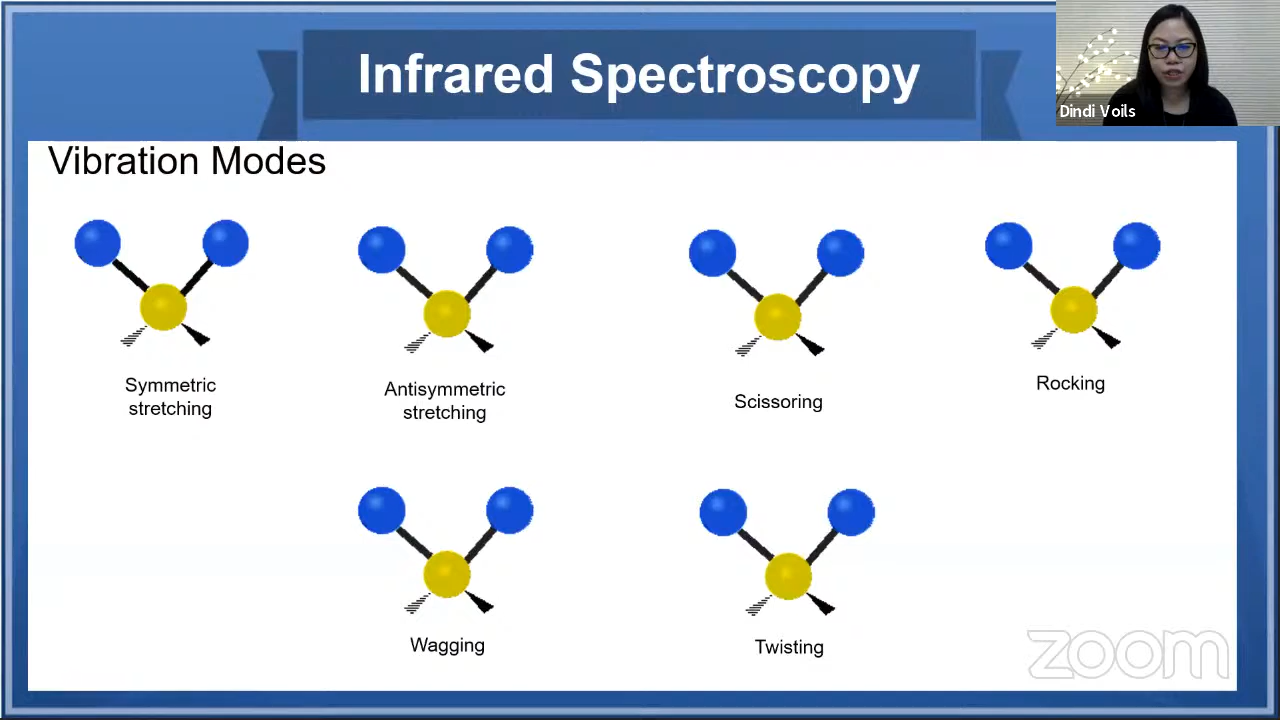 Infrared Spectroscopy
Dindi Voils
Vibration Modes
Symmetric
stretching
Antisymmetric
stretching
Scissoring
Rocking
Wagging
Twisting
zoom